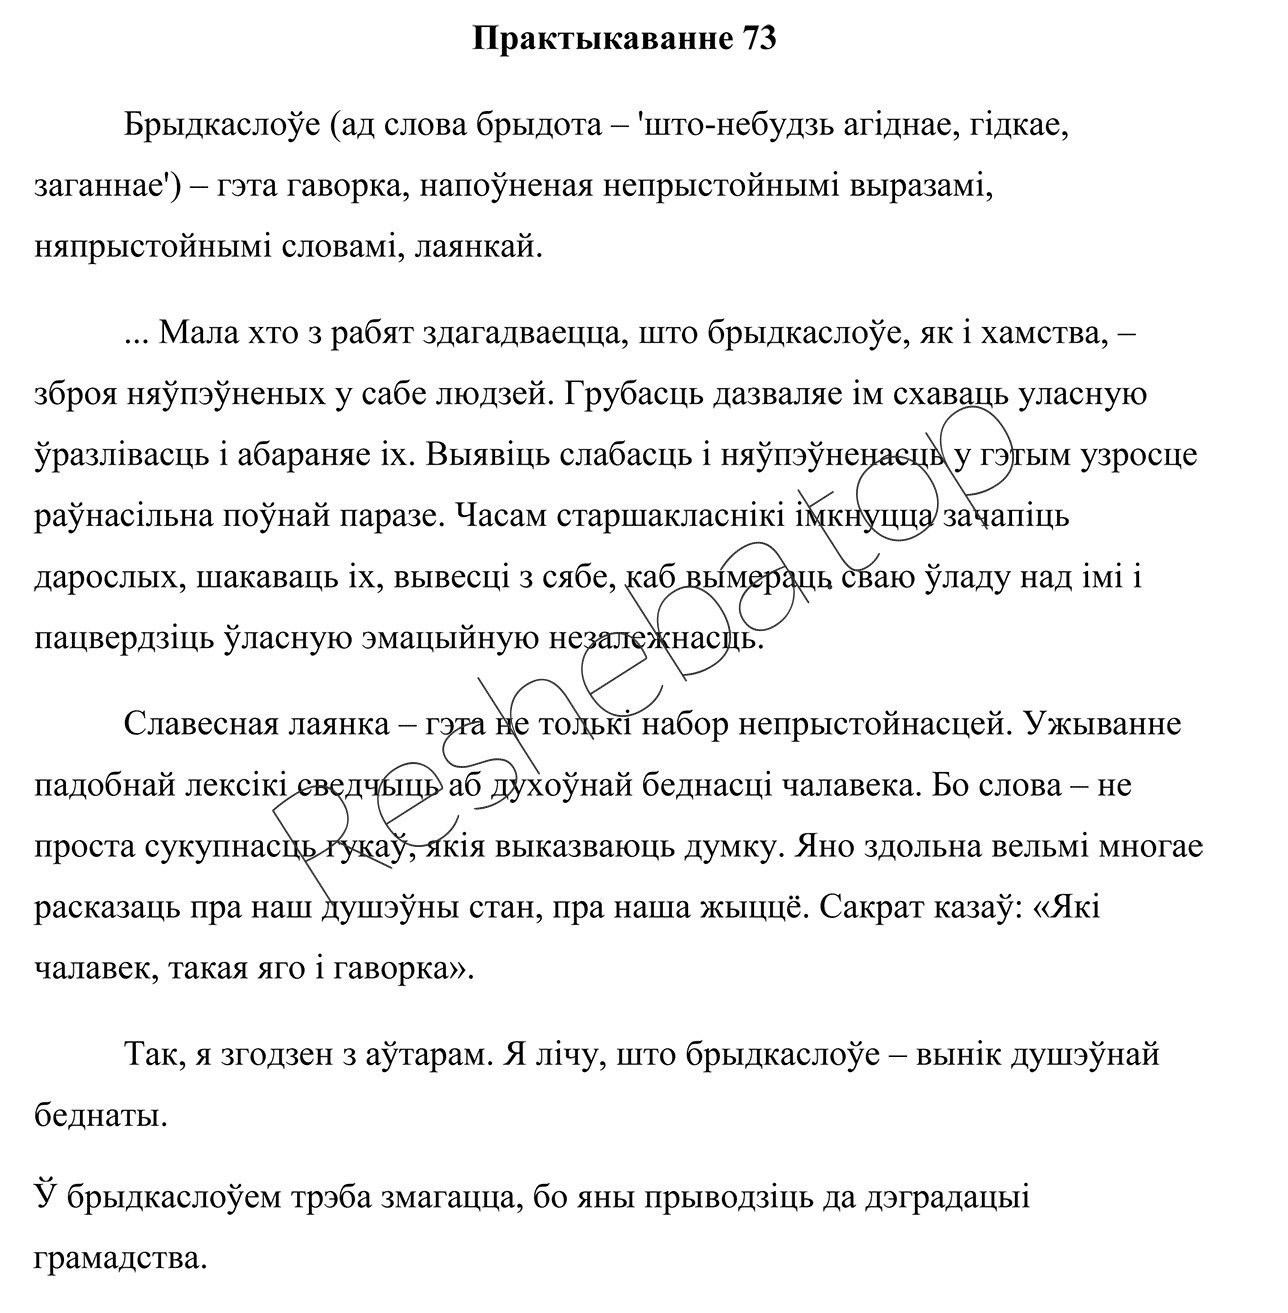 Практыкаванне 73
Брыдкаслоўе (ад слова брыдота – 'што-небудзь агіднае, гідкае,
заганнае') – гэта гаворка, напоўненая непрыстойнымі выразамі,
няпрыстойнымі словамі, лаянкай.
... Мала хто з рабят здагадваецца, што брыдкаслоўе, як і хамства, –
зброя няўпэўненых у сабе людзей. Грубасць дазваляе ім схаваць уласную
ўразлівасць і абараняе іх. Выявіць слабасць і няўпэўненасць у гэтым узросце
раўнасільна поўнай паразе. Часам старшакласнікі імкнуцца зачапіць
дарослых, шакаваць іх, вывесці з сябе, каб вымераць сваю ўладу над імі і
пацвердзіць ўласную эмацыйную незалежнасць.
Славесная лаянка – гэта не толькі набор непрыстойнасцей. Ужыванне
падобнай лексікі сведчыць аб духоўнай беднасці чалавека. Бо слова – не
проста сукупнасць гукаў, якія выказваюць думку. Яно здольна вельмі многае
расказаць пра наш душэўны стан, пра наша жыццё. Сакрат казаў: «Які
чалавек, такая яго і гаворка».
Так, я згодзен з аўтарам. Я лічу, што брыдкаслоўе – вынік душэўнай
беднаты.
Ў брыдкаслоўем трэба змагацца, бо яны прыводзіць да дэградацыі
грамадства.
Resheba.top